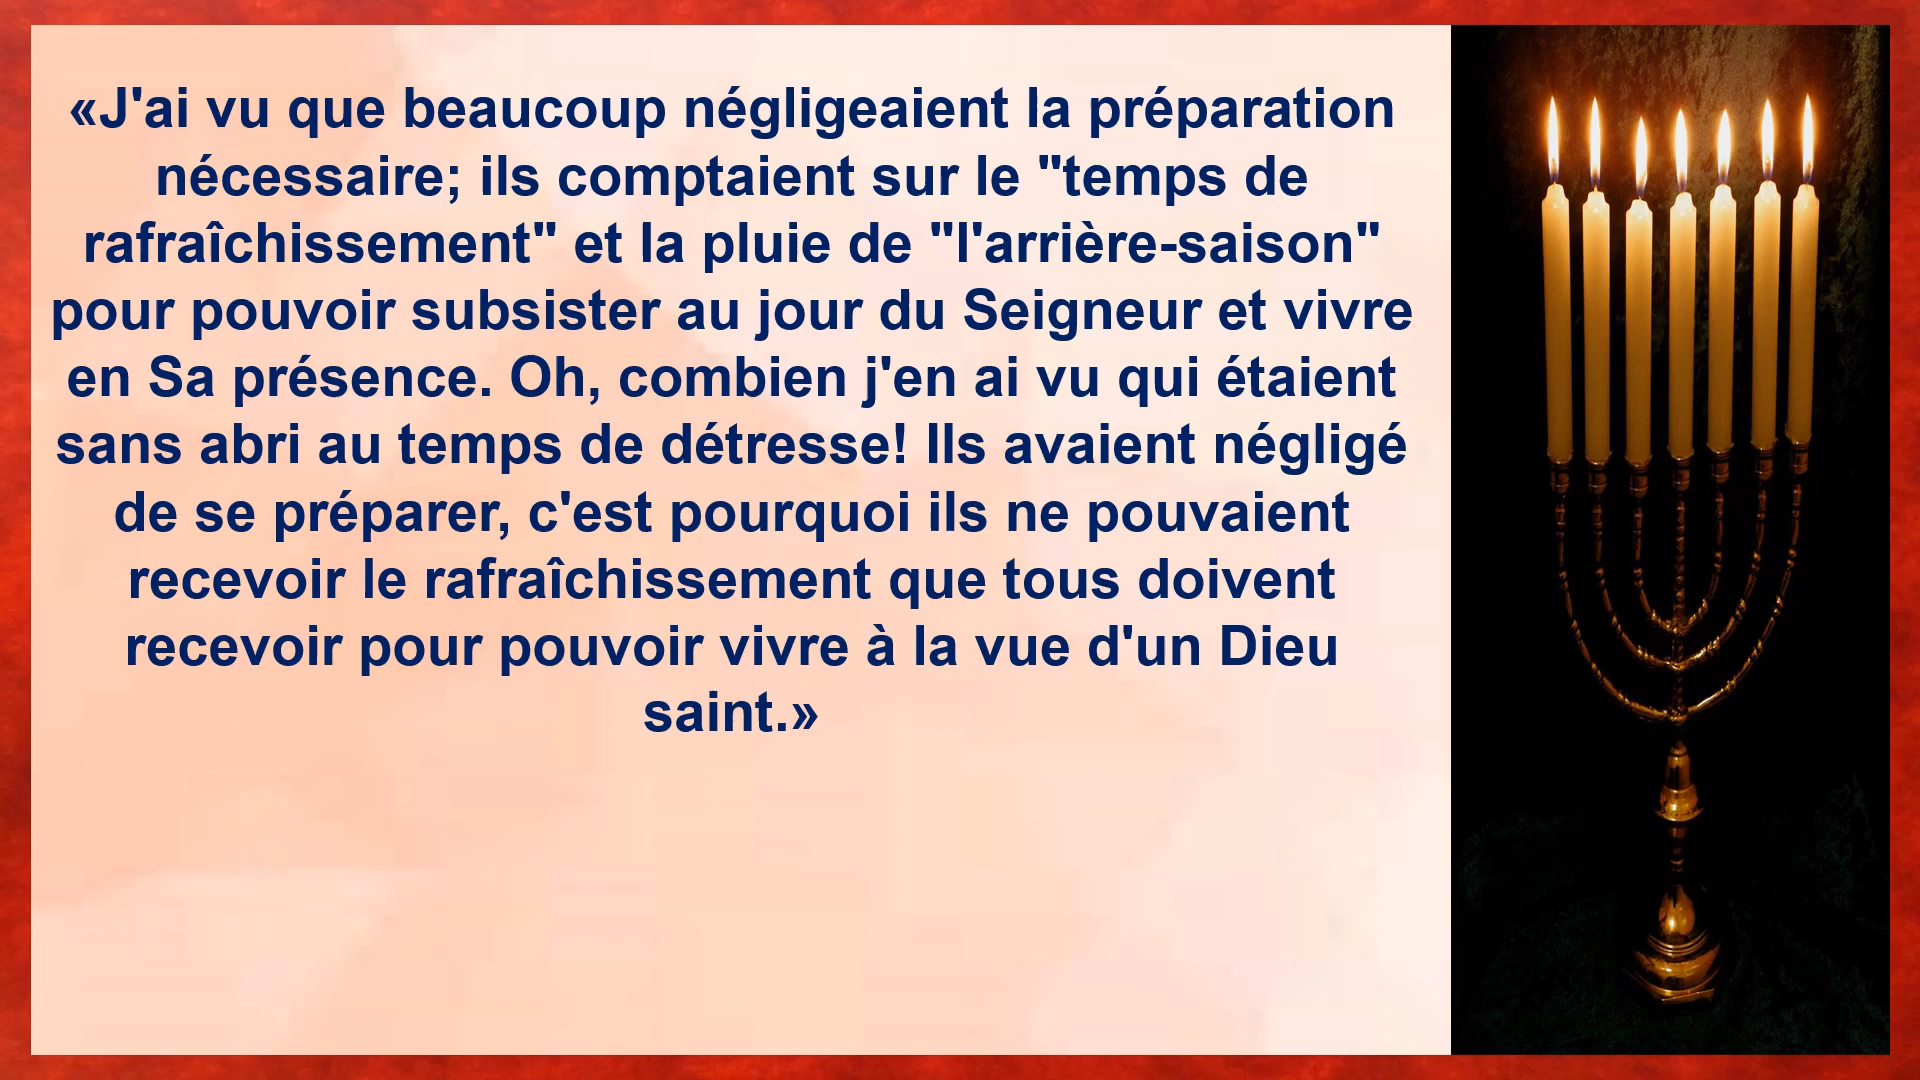 «J'ai vu que beaucoup négligeaient la préparation
nécessaire; ils comptaient sur le "temps de
rafraîchissement" et la pluie de "l'arrière-saison"
pour pouvoir subsister au jour du Seigneur et vivre
en Sa présence. Oh, combien j'en ai vu qui étaient
sans abri au temps de détresse! Ils avaient négligé
de se préparer, c'est pourquoi ils ne pouvaient
recevoir le rafraîchissement que tous doivent
recevoir pour pouvoir vivre à la vue d'un Dieu
saint.»